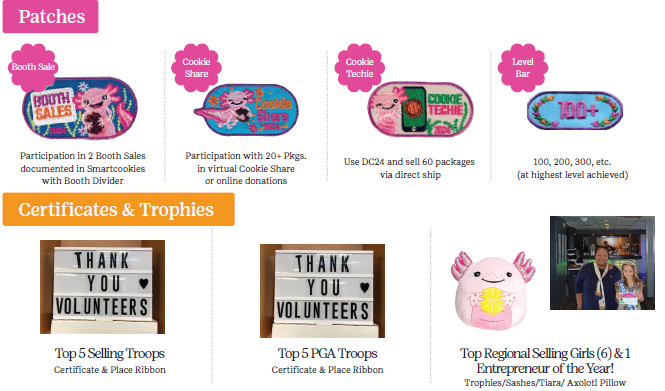 Patches
Booth Sale
Cookie
Share
Cookie
Techie
Level
Bar
BOOTH
SALES
2024
Cookie
Share
2024
COOKIE
TECHIE
2024
100+
Participation in 2 Booth Sales
documented in Smartcookies
with Booth Divider
Participation with 20+ Pkgs.
in virtual Cookie Share
or online donations
Use DC24 and sell 60 packages
via direct ship
100, 200, 300, etc.
(at highest level achieved)
Certificates & Trophies
THANK
YOU ♥
VOLUNTEERS
THANK
YOU ♥
VOLUNTEERS
Top 5 Selling Troops
Certificate & Place Ribbon
Top 5 PGA Troops
Certificate & Place Ribbon
Top Regional Selling Girls (6) & 1
Entrepreneur of the Year!
Trophies/Sashes/Tiara/ Axolotl Pillow